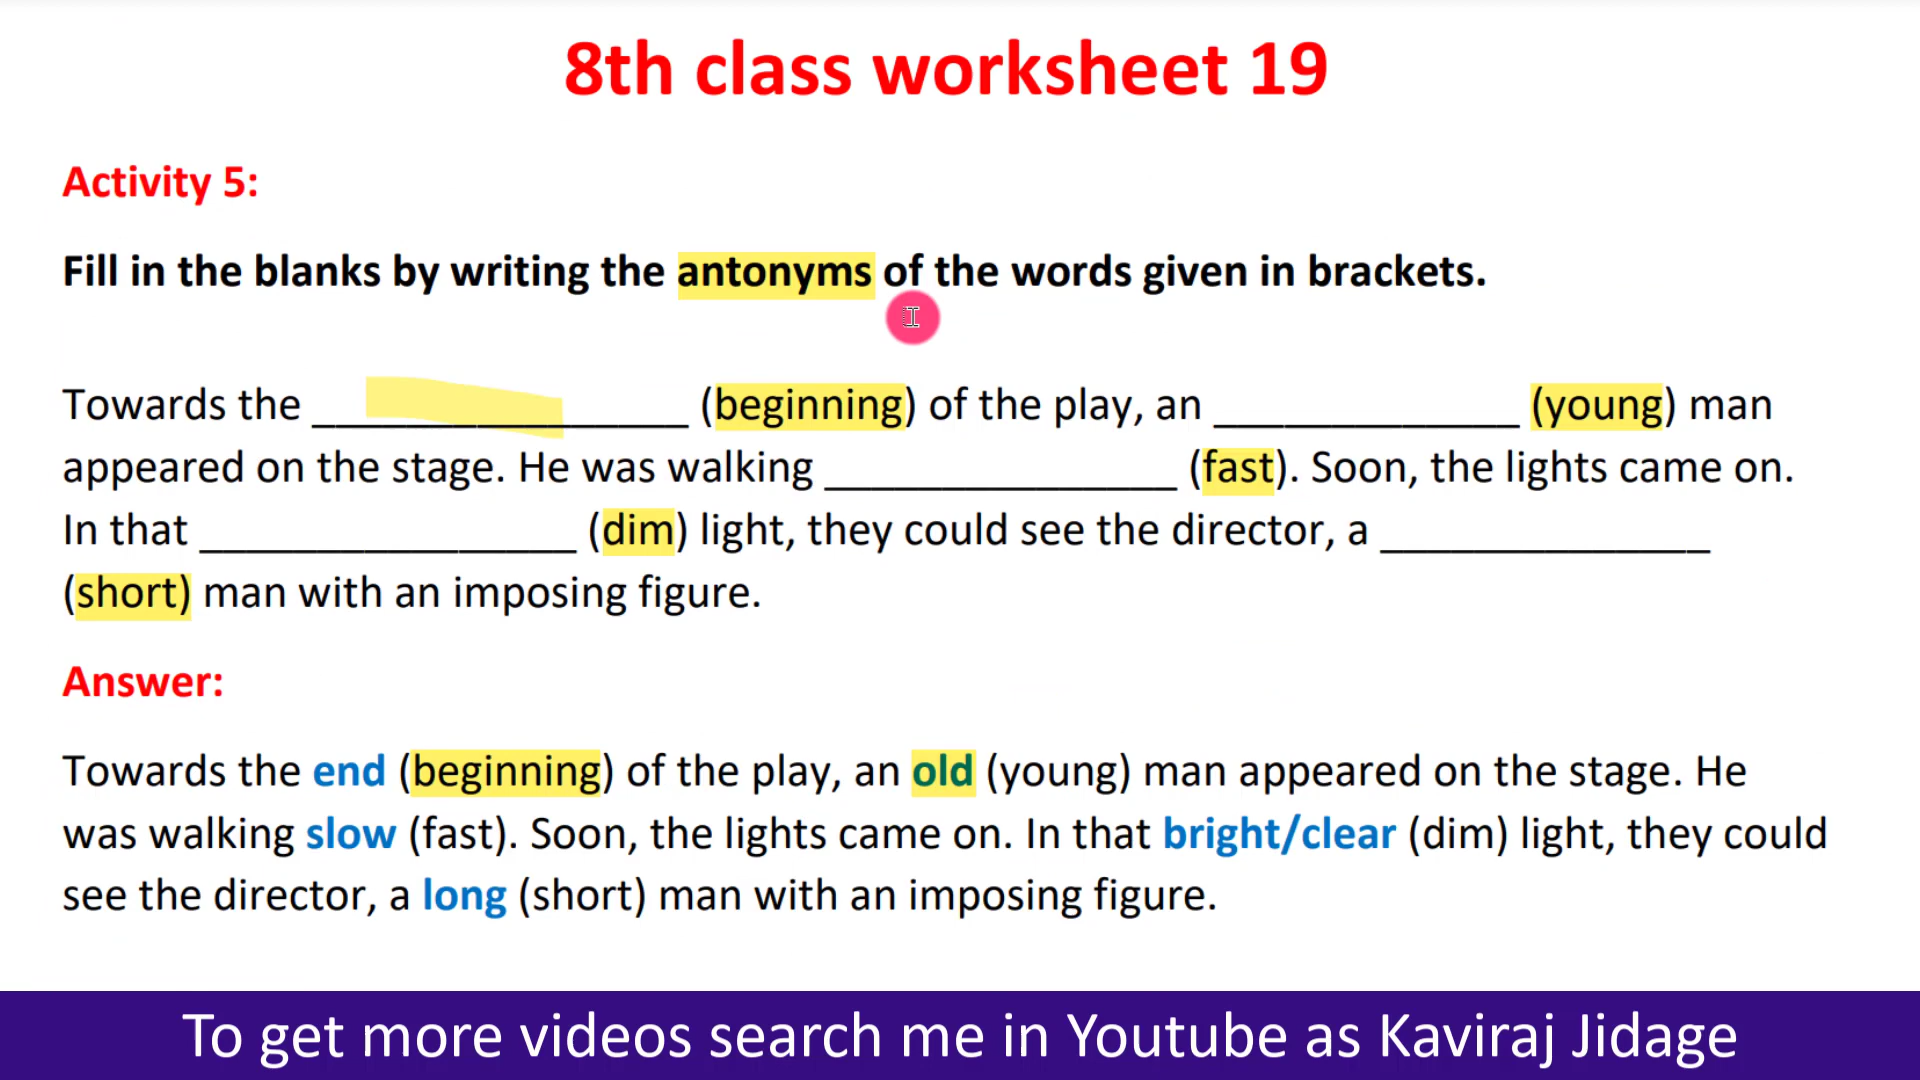 8th class worksheet 19
Activity 5:
Fill in the blanks by writing the antonyms of the words given in brackets.
Towards the ________________ (beginning) of the play, an _____________ (young) man
appeared on the stage. He was walking _______________ (fast). Soon, the lights came on.
In that ________________ (dim) light, they could see the director, a ______________
(short) man with an imposing figure.
Answer:
Towards the end (beginning) of the play, an old (young) man appeared on the stage. He
was walking slow (fast). Soon, the lights came on. In that bright/clear (dim) light, they could
see the director, a long (short) man with an imposing figure.
To get more videos search me in Youtube as Kaviraj Jidage